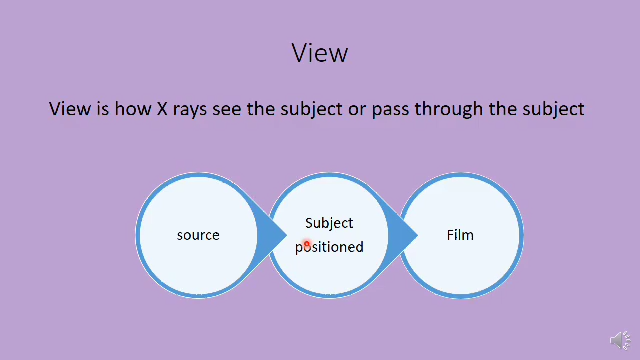 View
View is how X rays see the subject or pass through the subject
source
Subject
positioned
Film